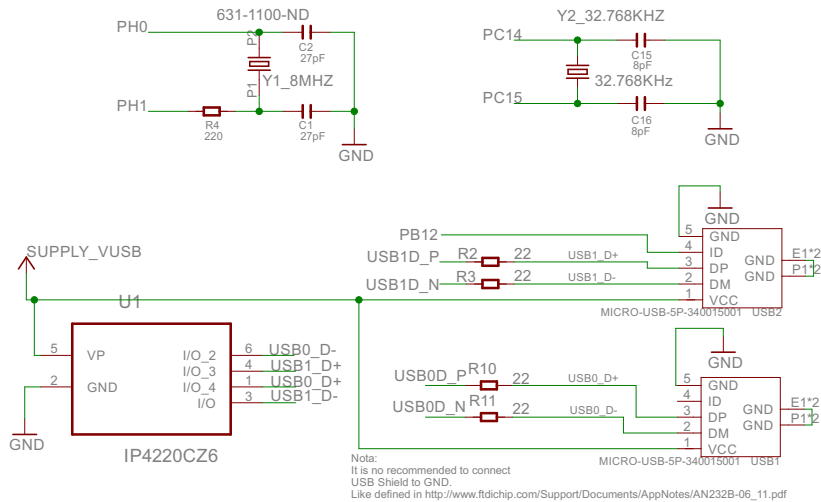 631-1100-ND
PH0
P2
C2
27pF
Y1_8MHZ
P1
PH1
R4
220
C1
27pF
GND
Y2_32.768KHZ
PC14
C15
8pF
32.768KHz
PC15
C16
8pF
GND
SUPPLY_VUSB
U1
5 VP
2 GND
I/O_2 6 USB0_D-
I/O_3 4 USB1_D+
I/O_4 1 USB0_D+
I/O 3 USB1_D-
GND
IP4220CZ6
GND
PB12
USB1D_P R2 22 USB1_D+
USB1D_N R3 22 USB1_D-
5 GND
4 ID
3 DP
2 DM
1 VCC
GND E1*2
GND P1*2
MICRO-USB-5P-340015001 USB2
GND
USB0D_P R10 22 USB0_D+
USB0D_N R11 22 USB0_D-
5 GND
4 ID
3 DP
2 DM
1 VCC
GND E1*2
GND P1*2
MICRO-USB-5P-340015001 USB1
Nota:
It is no recommended to connect
USB Shield to GND.
Like defined in http://www.ftdichip.com/Support/Documents/AppNotes/AN232B-06_11.pdf